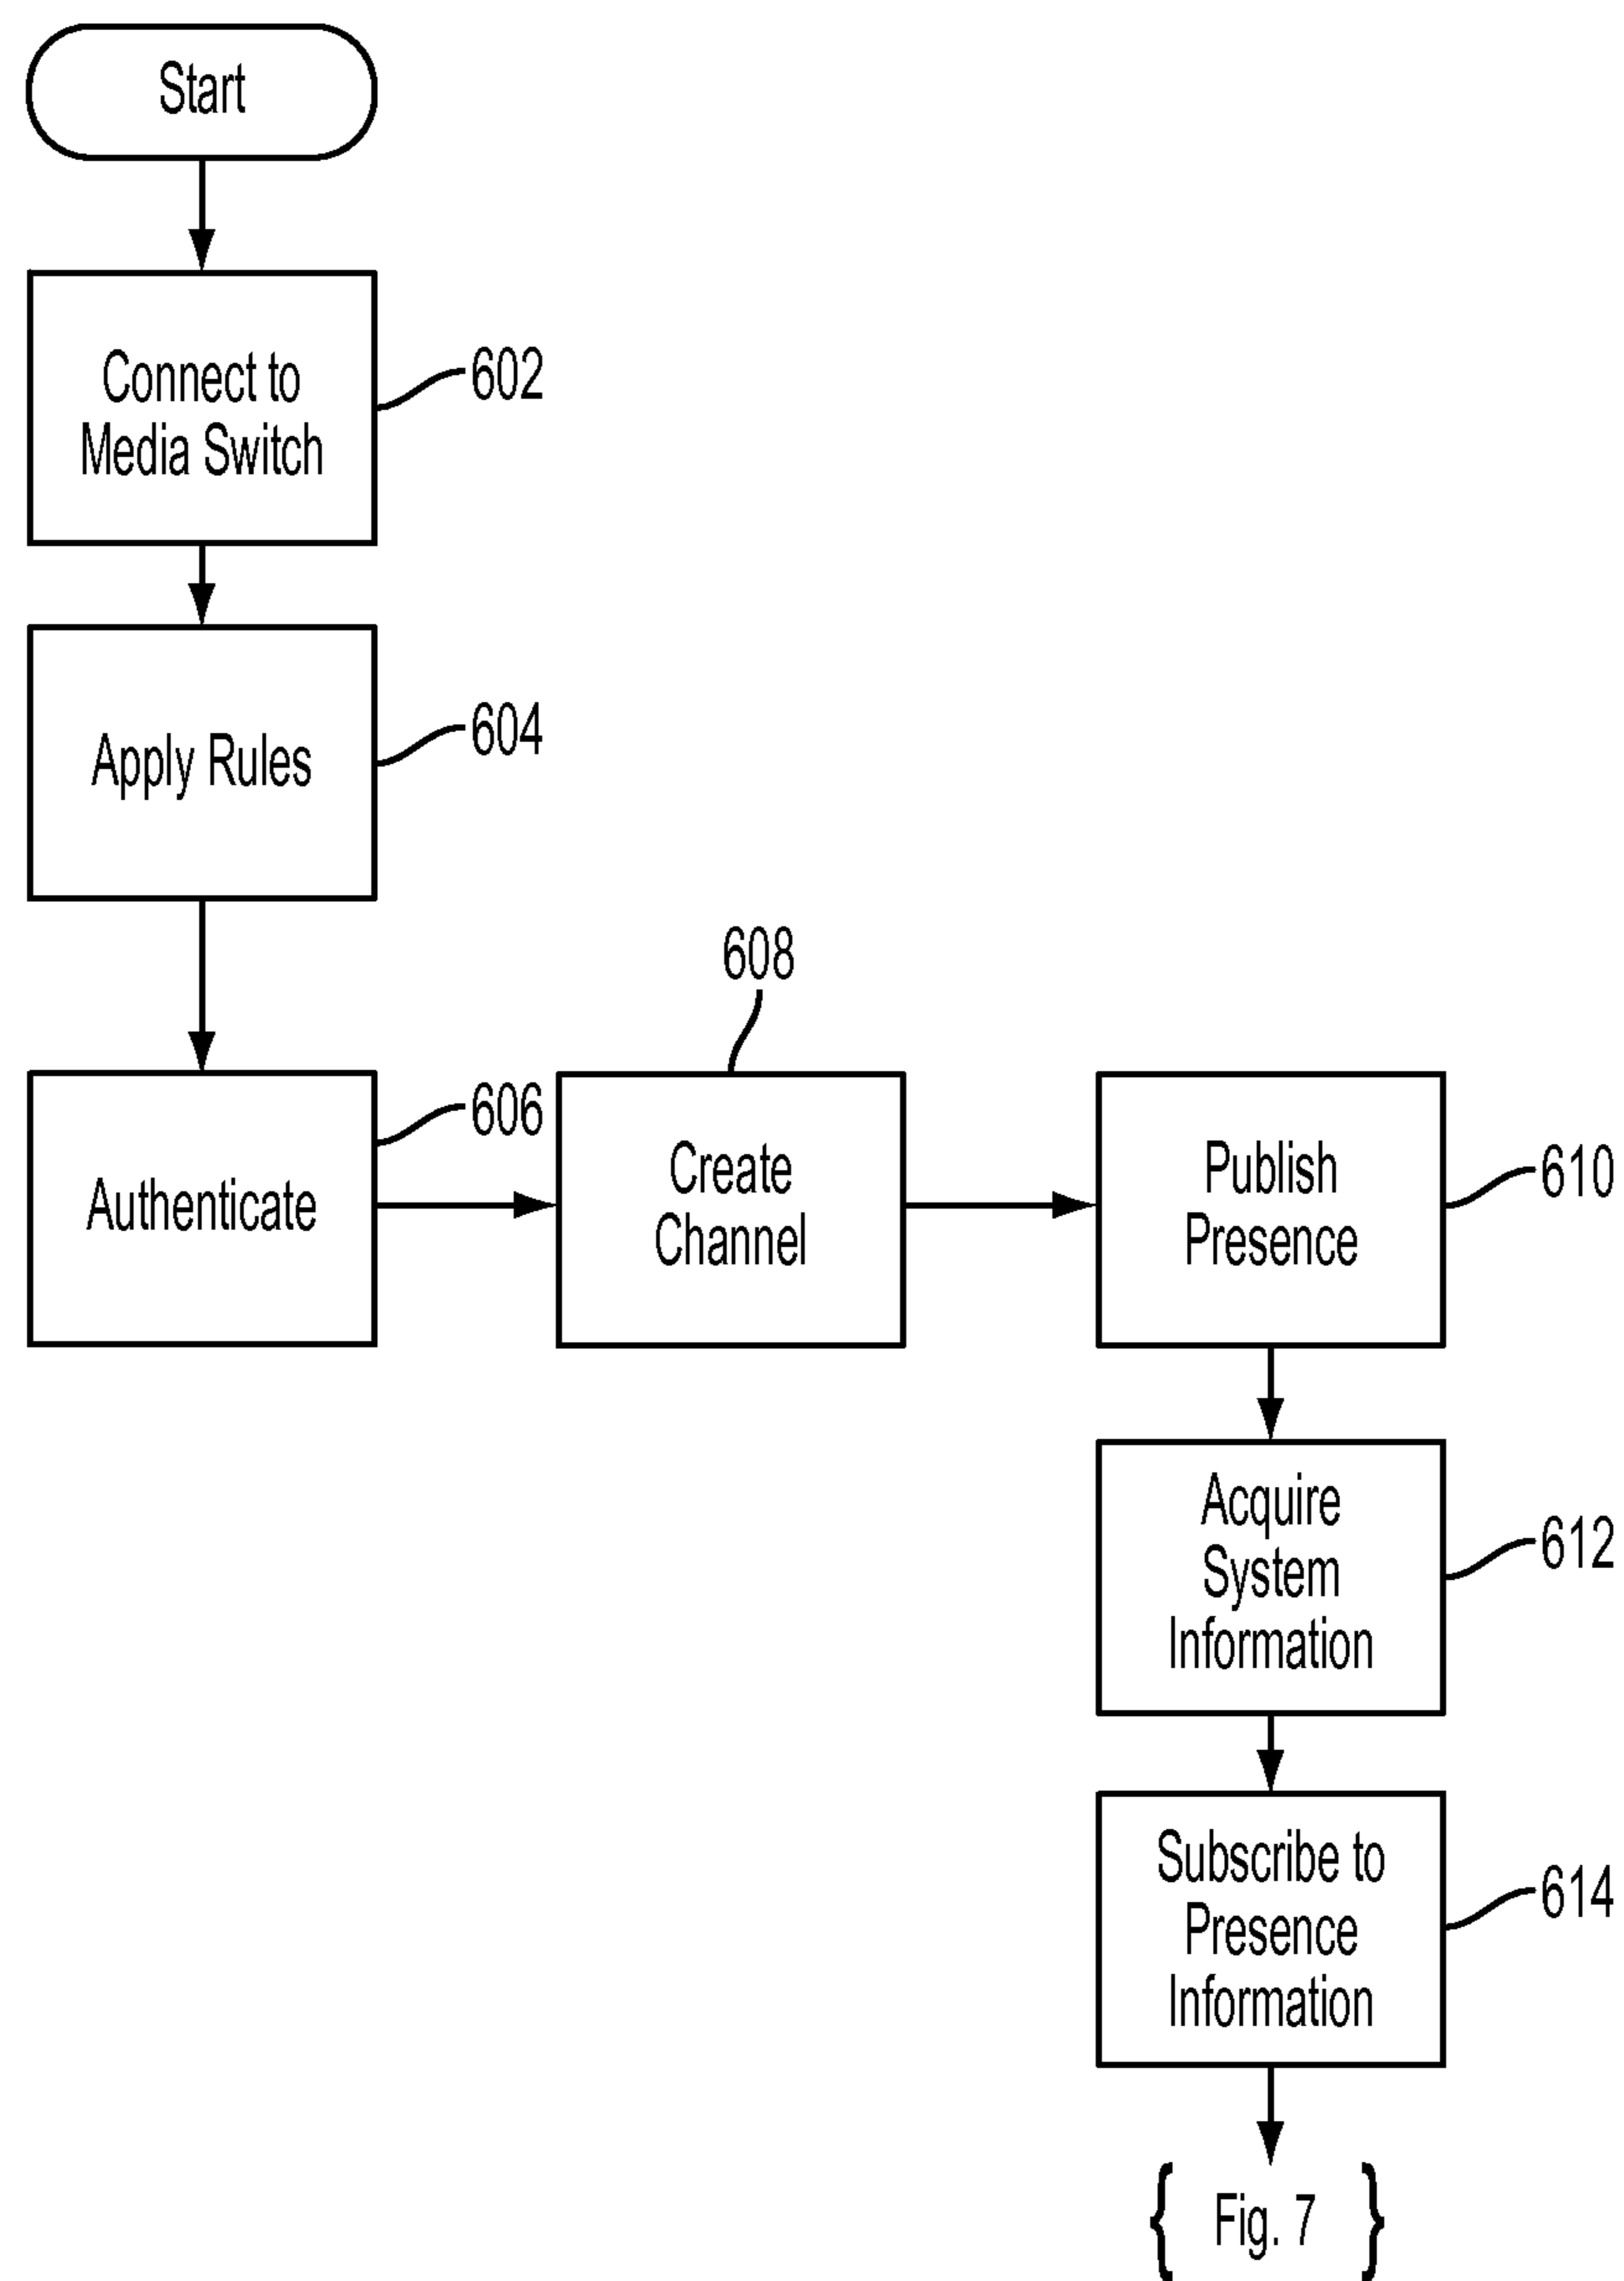 Start
Connect to
Media Switch
602
Apply Rules
604
Authenticate
606
608
Create
Channel
Publish
Presence
610
Acquire
System
Information
612
Subscribe to
Presence
Information
614
{ Fig. 7 }